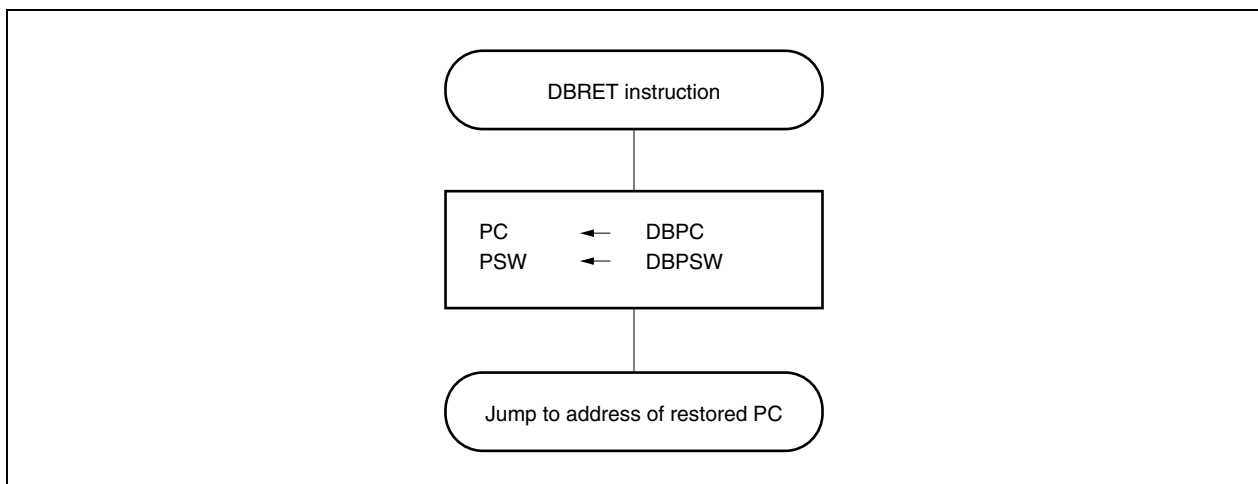 DBRET instruction
PC ← DBPC
PSW ← DBPSW
Jump to address of restored PC